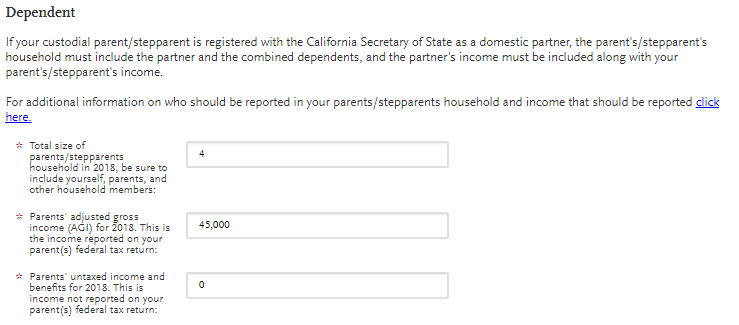 Dependent
If your custodial parent/stepparent is registered with the California Secretary of State as a domestic partner, the parent's/stepparent's
household must include the partner and the combined dependents, and the partner's income must be included along with your
parent's/stepparent's income.
For additional information on who should be reported in your parents/stepparents household and income that should be reported click
here.
* Total size of
parents/stepparents
household in 2018, be sure to
include yourself, parents, and
other household members:
4
* Parents' adjusted gross
income (AGI) for 2018. This is
the income reported on your
parent(s) federal tax return:
45,000
* Parents' untaxed income and
benefits for 2018. This is
income not reported on your
parent(s) federal tax return:
0